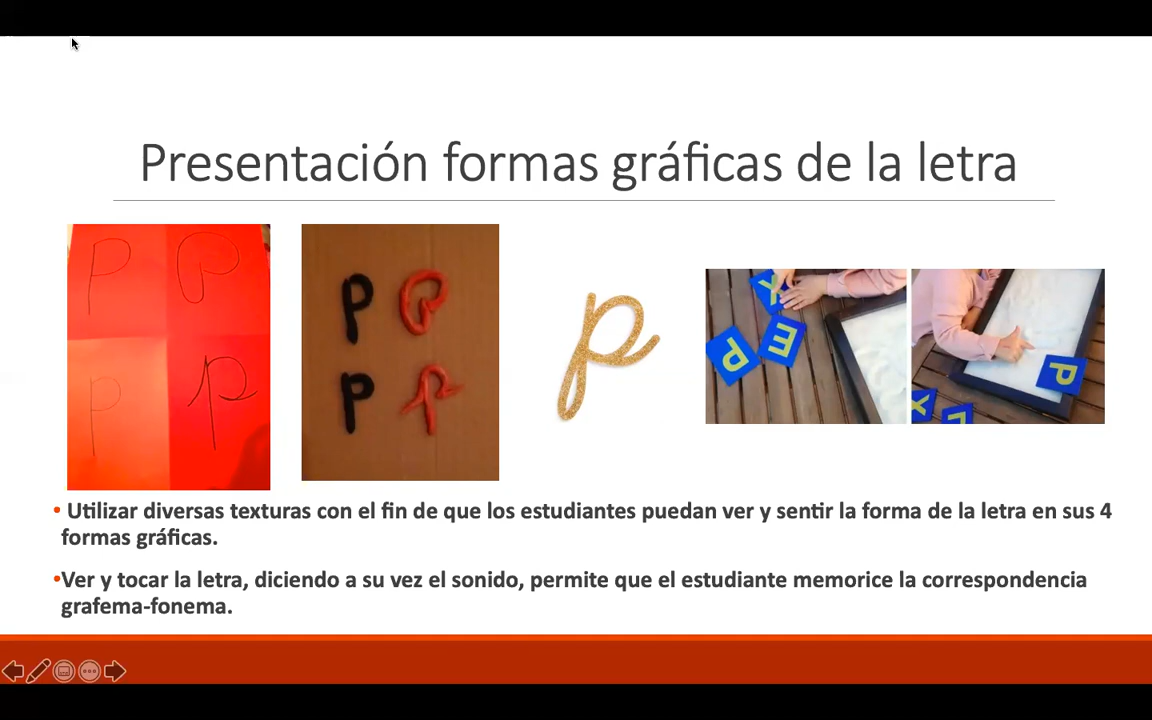 Presentación formas gráficas de la letra
P P
p p
P P
p p
p
P E Y
P Y
• Utilizar diversas texturas con el fin de que los estudiantes puedan ver y sentir la forma de la letra en sus 4
formas gráficas.
•Ver y tocar la letra, diciendo a su vez el sonido, permite que el estudiante memorice la correspondencia
grafema-fonema.